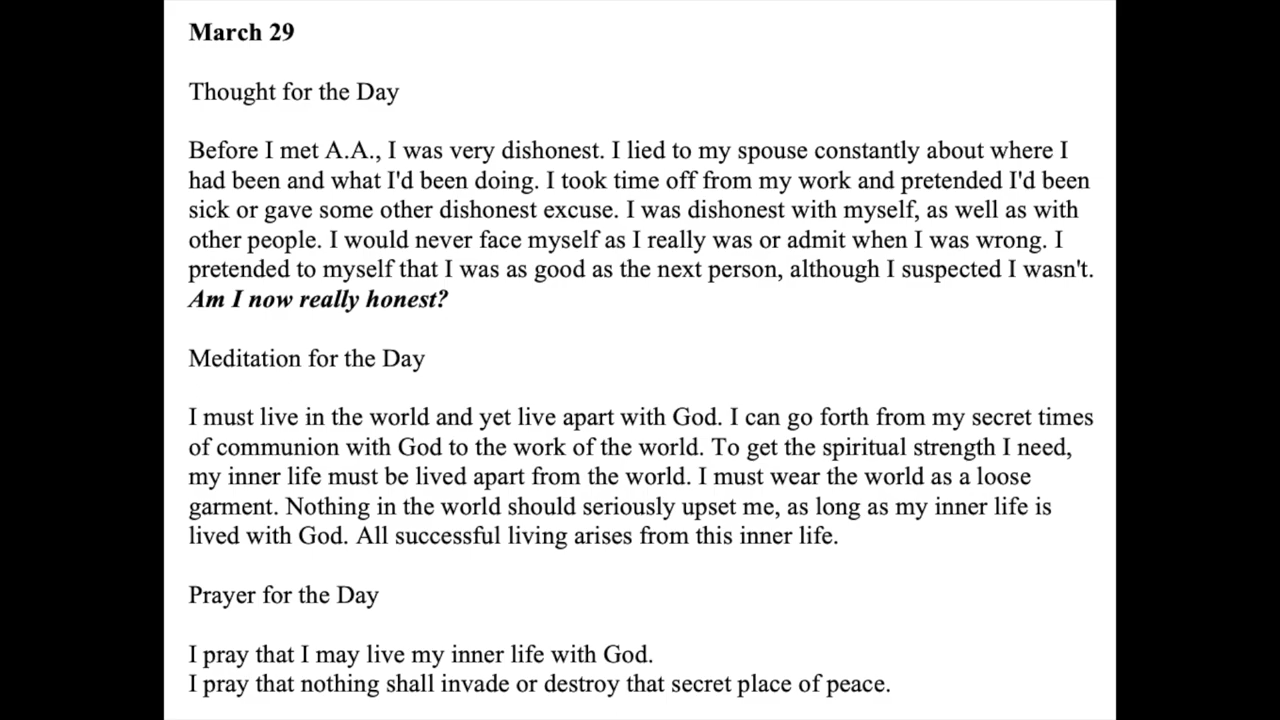 March 29
Thought for the Day
Before I met A.A., I was very dishonest. I lied to my spouse constantly about where I
had been and what I'd been doing. I took time off from my work and pretended I'd been
sick or gave some other dishonest excuse. I was dishonest with myself, as well as with
other people. I would never face myself as I really was or admit when I was wrong. I
pretended to myself that I was as good as the next person, although I suspected I wasn't.
Am I now really honest?
Meditation for the Day
I must live in the world and yet live apart with God. I can go forth from my secret times
of communion with God to the work of the world. To get the spiritual strength I need,
my inner life must be lived apart from the world. I must wear the world as a loose
garment. Nothing in the world should seriously upset me, as long as my inner life is
lived with God. All successful living arises from this inner life.
Prayer for the Day
I pray that I may live my inner life with God.
I pray that nothing shall invade or destroy that secret place of peace.